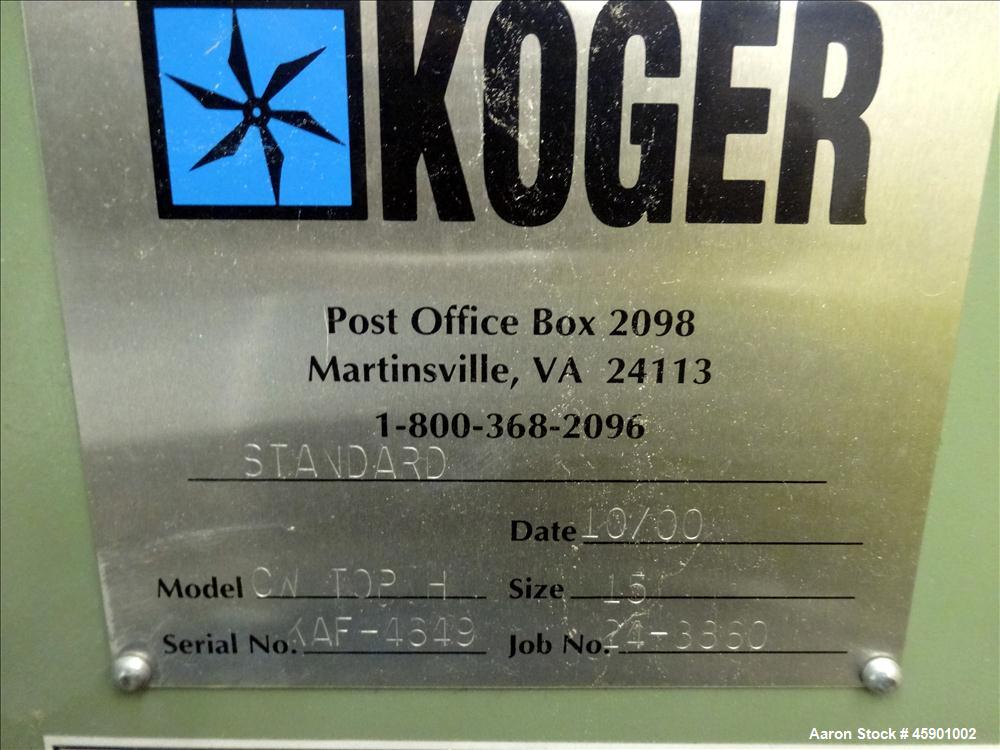 KOGER
Post Office Box 2098
Martinsville, VA 24113
1-800-368-2096
STANDARD
Date 10/00
Model CW TOP H Size 15
Serial No. KAF-4649 Job No. 24-3360
Aaron Stock # 45901002